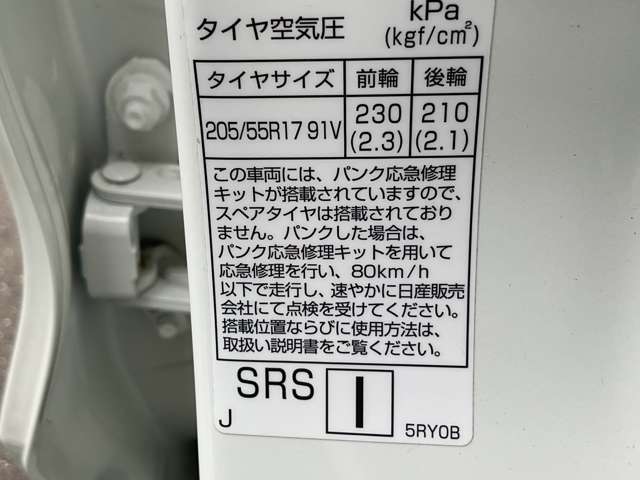 タイヤ空気圧 kPa
(kgf/cm²)
タイヤサイズ 前輪 後輪
205/55R17 91V 230 210
(2.3) (2.1)
この車両には、パンク応急修理
キットが搭載されていますので、
スペアタイヤは搭載されており
ません。パンクした場合は、
パンク応急修理キットを用いて
応急修理を行い、80km/h
以下で走行し、速やかに日産販売
会社にて点検を受けてください。
搭載位置ならびに使用方法は、
取扱い説明書をご覧ください。
SRS I
J 5RY0B